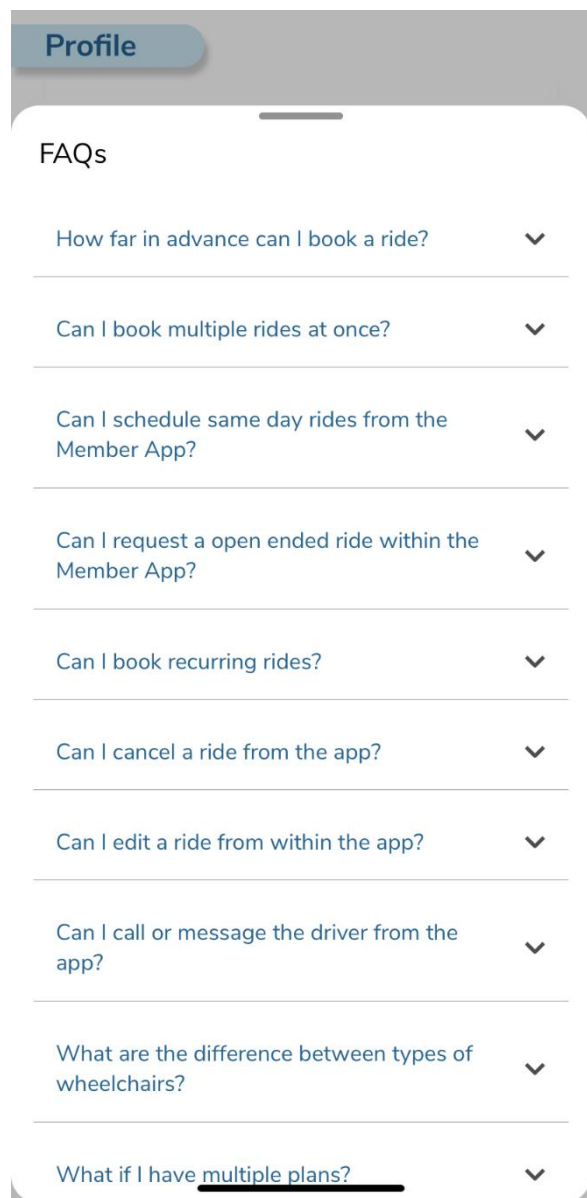 Profile
FAQs
How far in advance can I book a ride?
Can I book multiple rides at once?
Can I schedule same day rides from the
Member App?
Can I request a open ended ride within the
Member App?
Can I book recurring rides?
Can I cancel a ride from the app?
Can I edit a ride from within the app?
Can I call or message the driver from the
app?
What are the difference between types of
wheelchairs?
What if I have multiple plans?